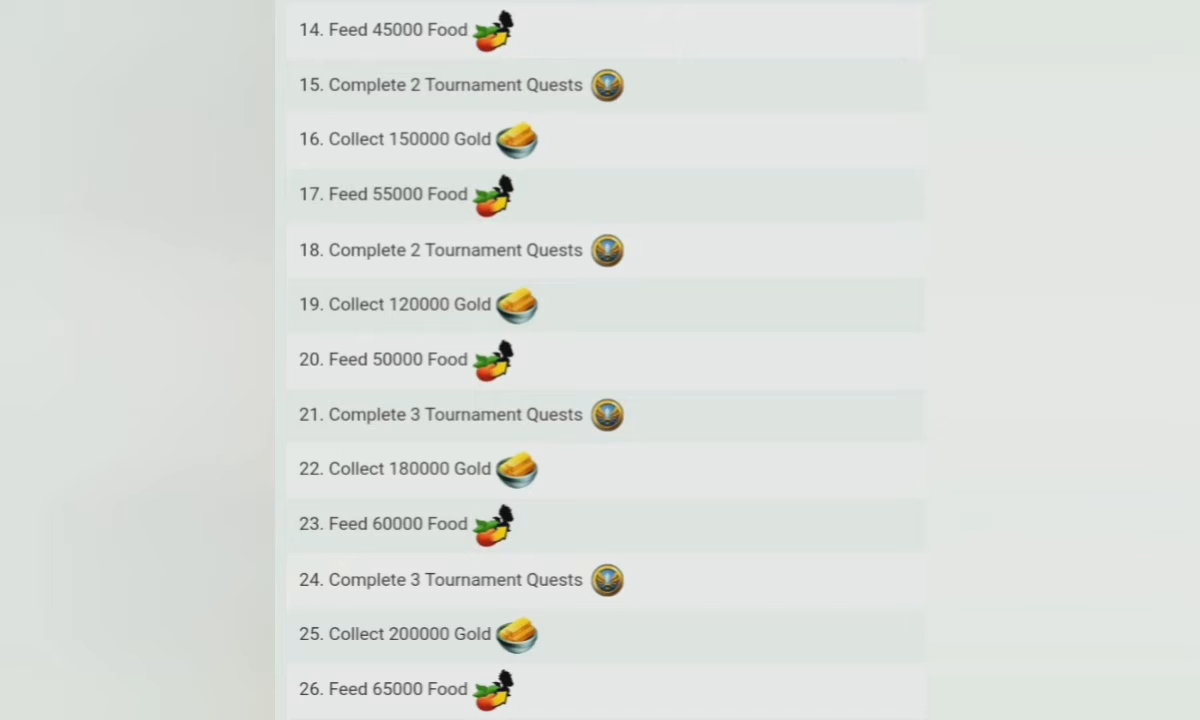 14. Feed 45000 Food
15. Complete 2 Tournament Quests
16. Collect 150000 Gold
17. Feed 55000 Food
18. Complete 2 Tournament Quests
19. Collect 120000 Gold
20. Feed 50000 Food
21. Complete 3 Tournament Quests
22. Collect 180000 Gold
23. Feed 60000 Food
24. Complete 3 Tournament Quests
25. Collect 200000 Gold
26. Feed 65000 Food